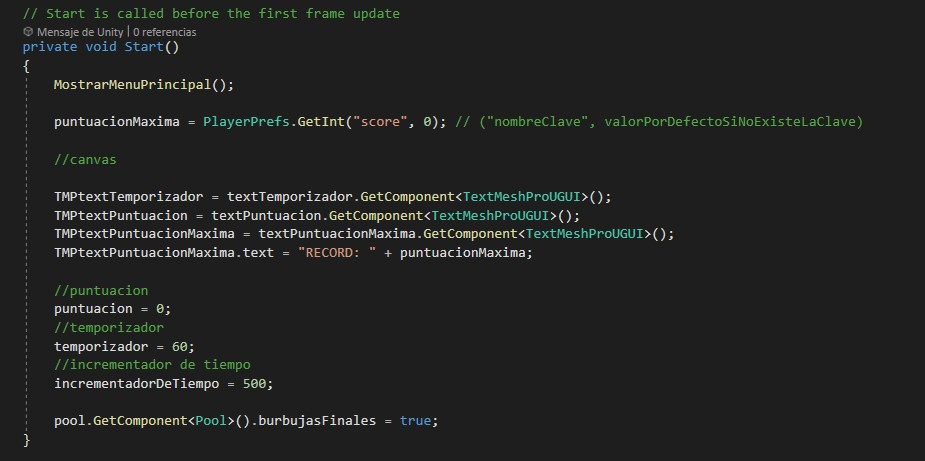 // Start is called before the first frame update
Mensaje de Unity | 0 referencias
private void Start()
{
MostrarMenuPrincipal();
puntuacionMaxima = PlayerPrefs.GetInt("score", 0); // ("nombreClave", valorPorDefectoSiNoExisteLaClave)
//canvas
TMPtextTemporizador = textTemporizador.GetComponent<TextMeshProUGUI>();
TMPtextPuntuacion = textPuntuacion.GetComponent<TextMeshProUGUI>();
TMPtextPuntuacionMaxima = textPuntuacionMaxima.GetComponent<TextMeshProUGUI>();
TMPtextPuntuacionMaxima.text = "RECORD: " + puntuacionMaxima;
//puntuacion
puntuacion = 0;
//temporizador
temporizador = 60;
//incrementador de tiempo
incrementadorDeTiempo = 500;
pool.GetComponent<Pool>().burbujasFinales = true;
}